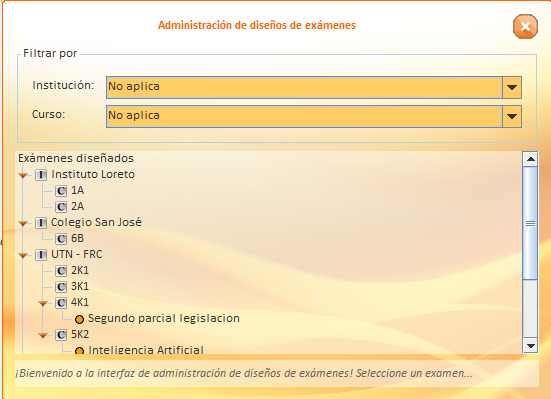 Administración de diseños de exámenes
Filtrar por
Institución: No aplica
Curso: No aplica
Exámenes diseñados
I Instituto Loreto
C 1A
C 2A
I Colegio San José
C 6B
I UTN - FRC
C 2K1
C 3K1
C 4K1
Segundo parcial legislacion
C 5K2
Inteligencia Artificial
¡Bienvenido a la interfaz de administración de diseños de exámenes! Seleccione un examen...